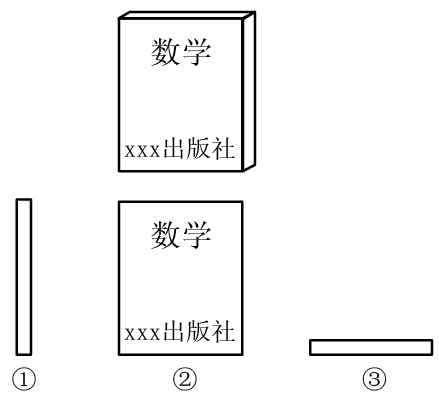 数学
xxx出版社
数学
xxx出版社
① ② ③